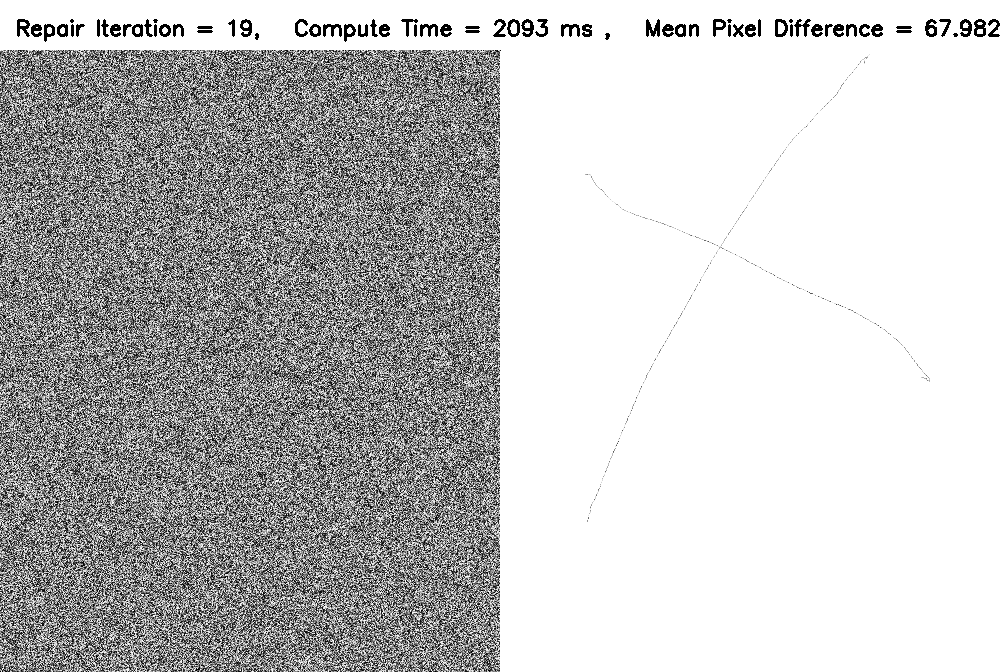 Repair Iteration = 19, Compute Time = 2093 ms , Mean Pixel Difference = 67.982